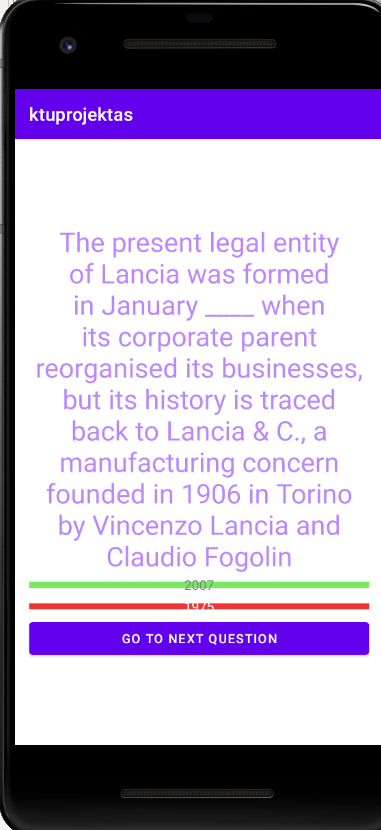 ktuprojektas
The present legal entity
of Lancia was formed
in January ____ when
its corporate parent
reorganised its businesses,
but its history is traced
back to Lancia & C., a
manufacturing concern
founded in 1906 in Torino
by Vincenzo Lancia and
Claudio Fogolin
2007
1975
GO TO NEXT QUESTION